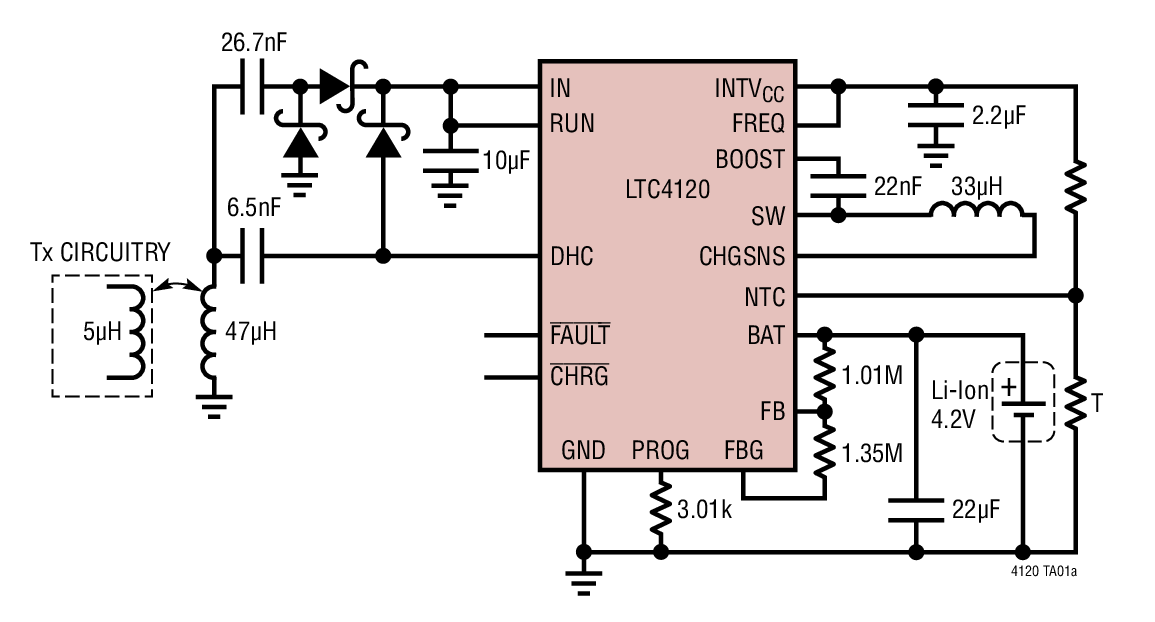 26.7nF
IN
INTVCC
RUN
FREQ
2.2µF
10µF
BOOST
LTC4120
22nF
33µH
6.5nF
SW
Tx CIRCUITRY
DHC
CHGSNS
NTC
5µH
47µH
FAULT
BAT
CHRG
1.01M
Li-Ion
+
4.2V
T
FB
GND
PROG
FBG
1.35M
3.01k
22µF
4120 TA01a